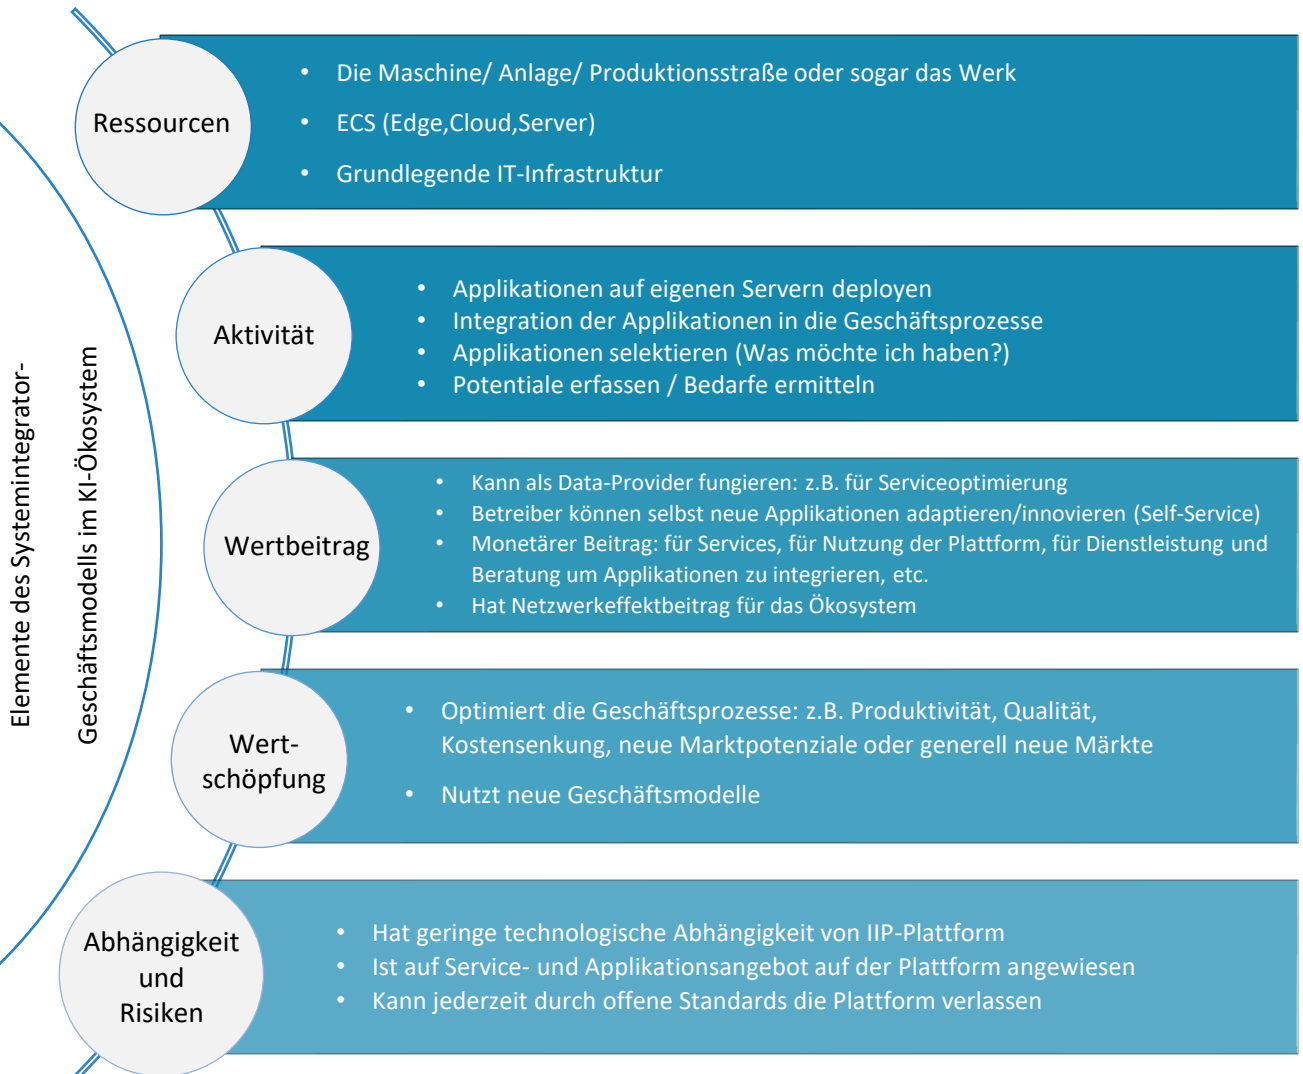 Elemente des Systemintegrator-
Geschäftsmodells im KI-Ökosystem
Ressourcen
• Die Maschine/ Anlage/ Produktionsstraße oder sogar das Werk
• ECS (Edge,Cloud,Server)
• Grundlegende IT-Infrastruktur
Aktivität
• Applikationen auf eigenen Servern deployen
• Integration der Applikationen in die Geschäftsprozesse
• Applikationen selektieren (Was möchte ich haben?)
• Potentiale erfassen / Bedarfe ermitteln
Wertbeitrag
• Kann als Data-Provider fungieren: z.B. für Serviceoptimierung
• Betreiber können selbst neue Applikationen adaptieren/innovieren (Self-Service)
• Monetärer Beitrag: für Services, für Nutzung der Plattform, für Dienstleistung und
Beratung um Applikationen zu integrieren, etc.
• Hat Netzwerkeffektbeitrag für das Ökosystem
Wert-
schöpfung
• Optimiert die Geschäftsprozesse: z.B. Produktivität, Qualität,
Kostensenkung, neue Marktpotenziale oder generell neue Märkte
• Nutzt neue Geschäftsmodelle
Abhängigkeit
und
Risiken
• Hat geringe technologische Abhängigkeit von IIP-Plattform
• Ist auf Service- und Applikationsangebot auf der Plattform angewiesen
• Kann jederzeit durch offene Standards die Plattform verlassen